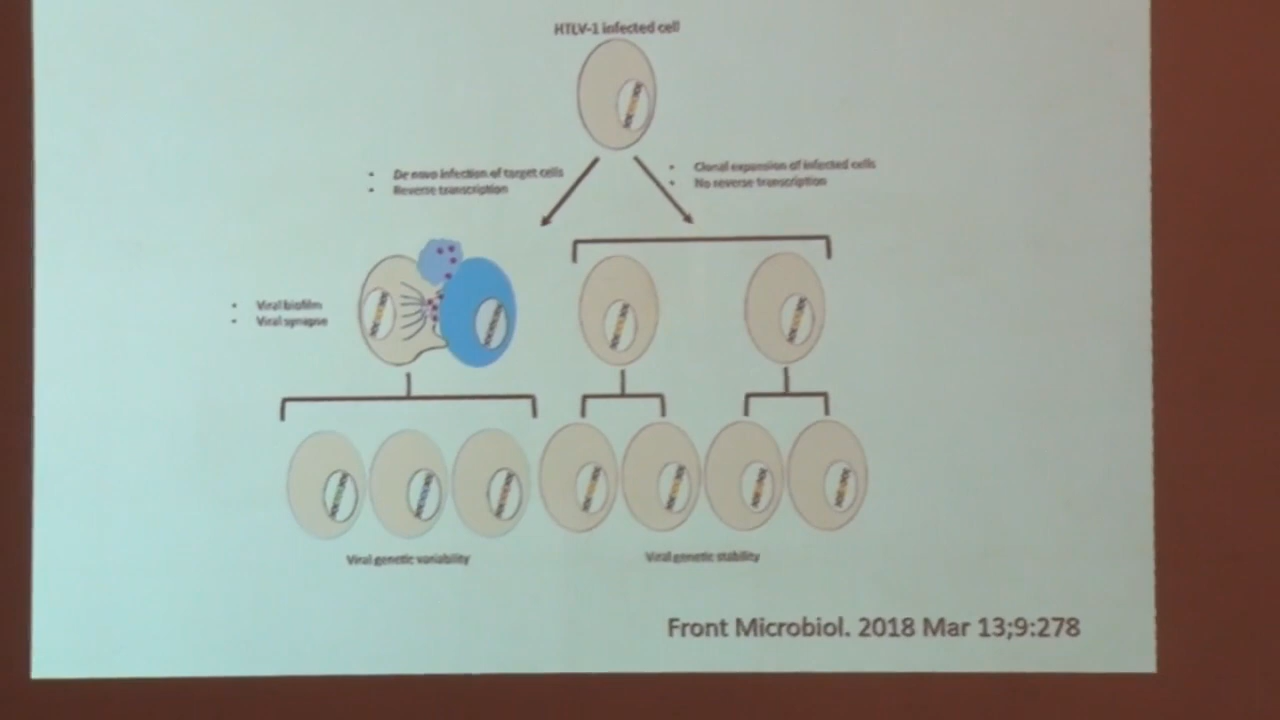 HTLV-1 infected cell
• De novo infection of target cells
• Reverse transcription
• Clonal expansion of infected cells
• No reverse transcription
• Viral biofilm
• Viral synapse
Viral genetic variability
Viral genetic stability
Front Microbiol. 2018 Mar 13;9:278